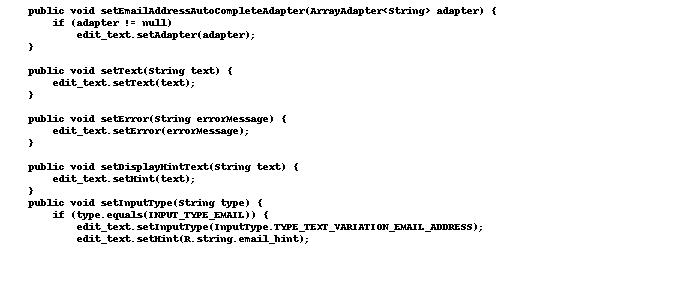 public void setEmailAddressAutoCompleteAdapter(ArrayAdapter<String> adapter) {
if (adapter != null)
edit_text.setAdapter(adapter);
}
public void setText(String text) {
edit_text.setText(text);
}
public void setError(String errorMessage) {
edit_text.setError(errorMessage);
}
public void setDisplayHintText(String text) {
edit_text.setHint(text);
}
public void setInputType(String type) {
if (type.equals(INPUT_TYPE_EMAIL)) {
edit_text.setInputType(InputType.TYPE_TEXT_VARIATION_EMAIL_ADDRESS);
edit_text.setHint(R.string.email_hint);